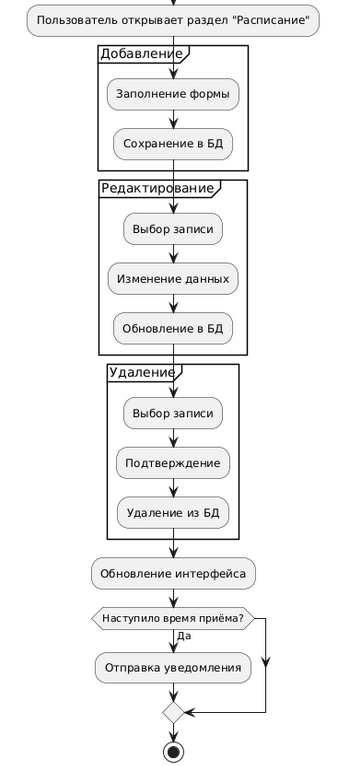 Пользователь открывает раздел "Расписание"
Добавление
Заполнение формы
Сохранение в БД
Редактирование
Выбор записи
Изменение данных
Обновление в БД
Удаление
Выбор записи
Подтверждение
Удаление из БД
Обновление интерфейса
Наступило время приёма?
Да
Отправка уведомления